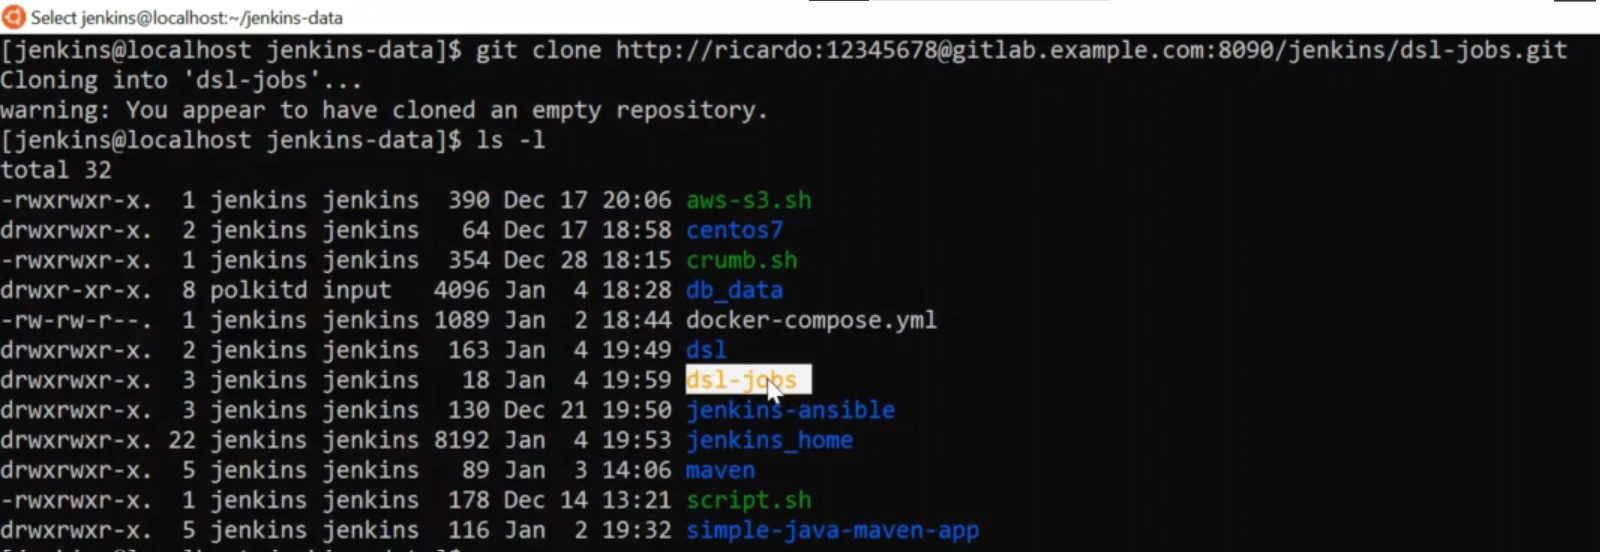 Select jenkins@localhost:~/jenkins-data
[jenkins@localhost jenkins-data]$ git clone http://ricardo:12345678@gitlab.example.com:8090/jenkins/dsl-jobs.git
Cloning into 'dsl-jobs'...
warning: You appear to have cloned an empty repository.
[jenkins@localhost jenkins-data]$ ls -l
total 32
-rwxrwxr-x.  1 jenkins jenkins  390 Dec 17 20:06 aws-s3.sh
drwxrwxr-x.  2 jenkins jenkins   64 Dec 17 18:58 centos7
-rwxrwxr-x.  1 jenkins jenkins  354 Dec 28 18:15 crumb.sh
drwxr-xr-x.  8 polkitd input   4096 Jan  4 18:28 db_data
-rw-rw-r--.  1 jenkins jenkins 1089 Jan  2 18:44 docker-compose.yml
drwxrwxr-x.  2 jenkins jenkins  163 Jan  4 19:49 dsl
drwxrwxr-x.  3 jenkins jenkins   18 Jan  4 19:59 dsl-jobs
drwxrwxr-x.  3 jenkins jenkins  130 Dec 21 19:50 jenkins-ansible
drwxrwxr-x. 22 jenkins jenkins 8192 Jan  4 19:53 jenkins_home
drwxrwxr-x.  5 jenkins jenkins   89 Jan  3 14:06 maven
-rwxrwxr-x.  1 jenkins jenkins  178 Dec 14 13:21 script.sh
drwxrwxr-x.  5 jenkins jenkins  116 Jan  2 19:32 simple-java-maven-app